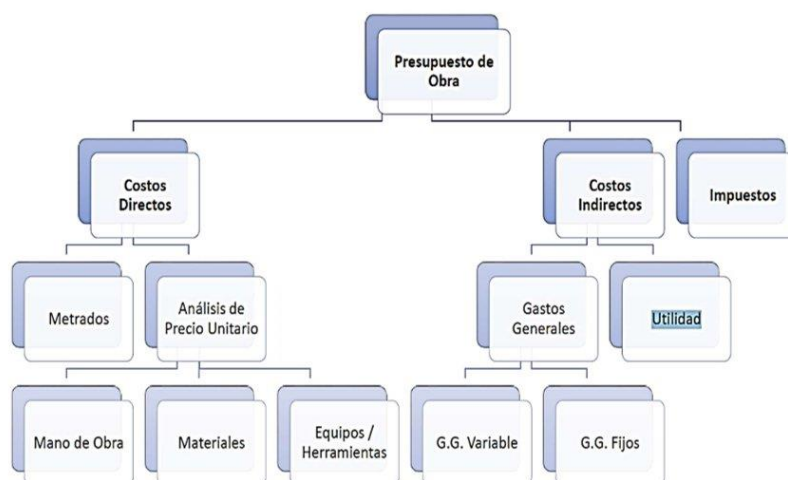 Presupuesto de
Obra
Costos
Directos
Costos
Indirectos
Impuestos
Metrados
Análisis de
Precio Unitario
Gastos
Generales
Utilidad
Mano de Obra
Materiales
Equipos /
Herramientas
G.G. Variable
G.G. Fijos